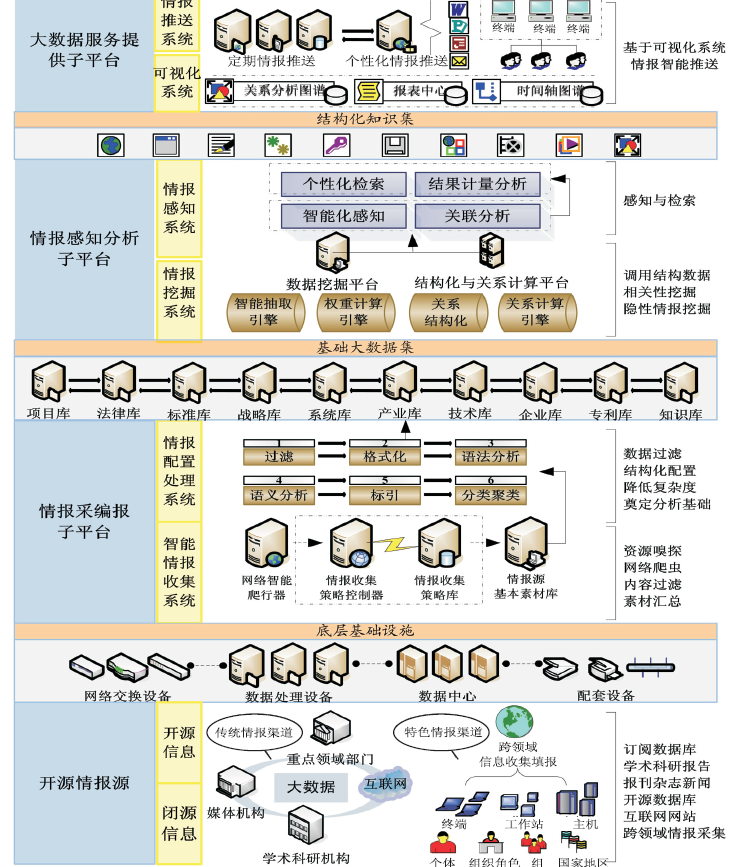 情报
推送
系统
大数据服务提
供子平台
定期情报推送
个性化情报推送
终端
终端
终端
基于可视化系统
情报智能推送
可视化
系统
关系分析图谱
报表中心
时间轴图谱
结构化知识集
情报感知分析
子平台
情报
感知
系统
个性化检索
结果计量分析
智能化感知
关联分析
感知与检索
情报
挖掘
系统
数据挖掘平台
结构化与关系计算平台
智能抽取
引擎
权重计算
引擎
关系
结构化
关系计算
引擎
调用结构数据
相关性挖掘
隐性情报挖掘
基础大数据集
项目库
法律库
标准库
战略库
系统库
产业库
技术库
企业库
专利库
知识库
情报采编报
子平台
情报
配置
处理
系统
1
过滤
2
格式化
3
语法分析
4
语义分析
5
标引
6
分类聚类
数据过滤
结构化配置
降低复杂度
奠定分析基础
智能
情报
收集
系统
网络智能
爬行器
情报收集
策略控制器
情报收集
策略库
情报源
基本素材库
资源嗅探
网络爬虫
内容过滤
素材汇总
底层基础设施
网络交换设备
数据处理设备
数据中心
配套设备
开源情报源
开源
信息
闭源
信息
传统情报渠道
重点领域部门
大数据
互联网
媒体机构
学术科研机构
特色情报渠道
跨领域
信息收集填报
终端
工作站
主机
个体
组织角色
组
国家地区
订阅数据库
学术科研报告
报刊杂志新闻
开源数据库
互联网网站
跨领域情报采集